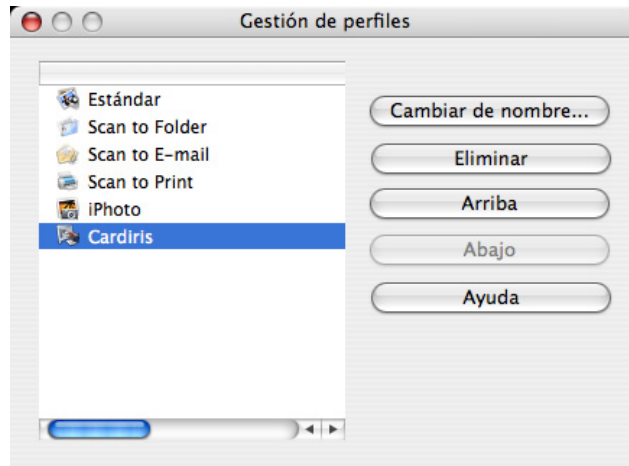 Gestión de perfiles
Estándar
Scan to Folder
Scan to E-mail
Scan to Print
iPhoto
Cardiris
Cambiar de nombre...
Eliminar
Arriba
Abajo
Ayuda